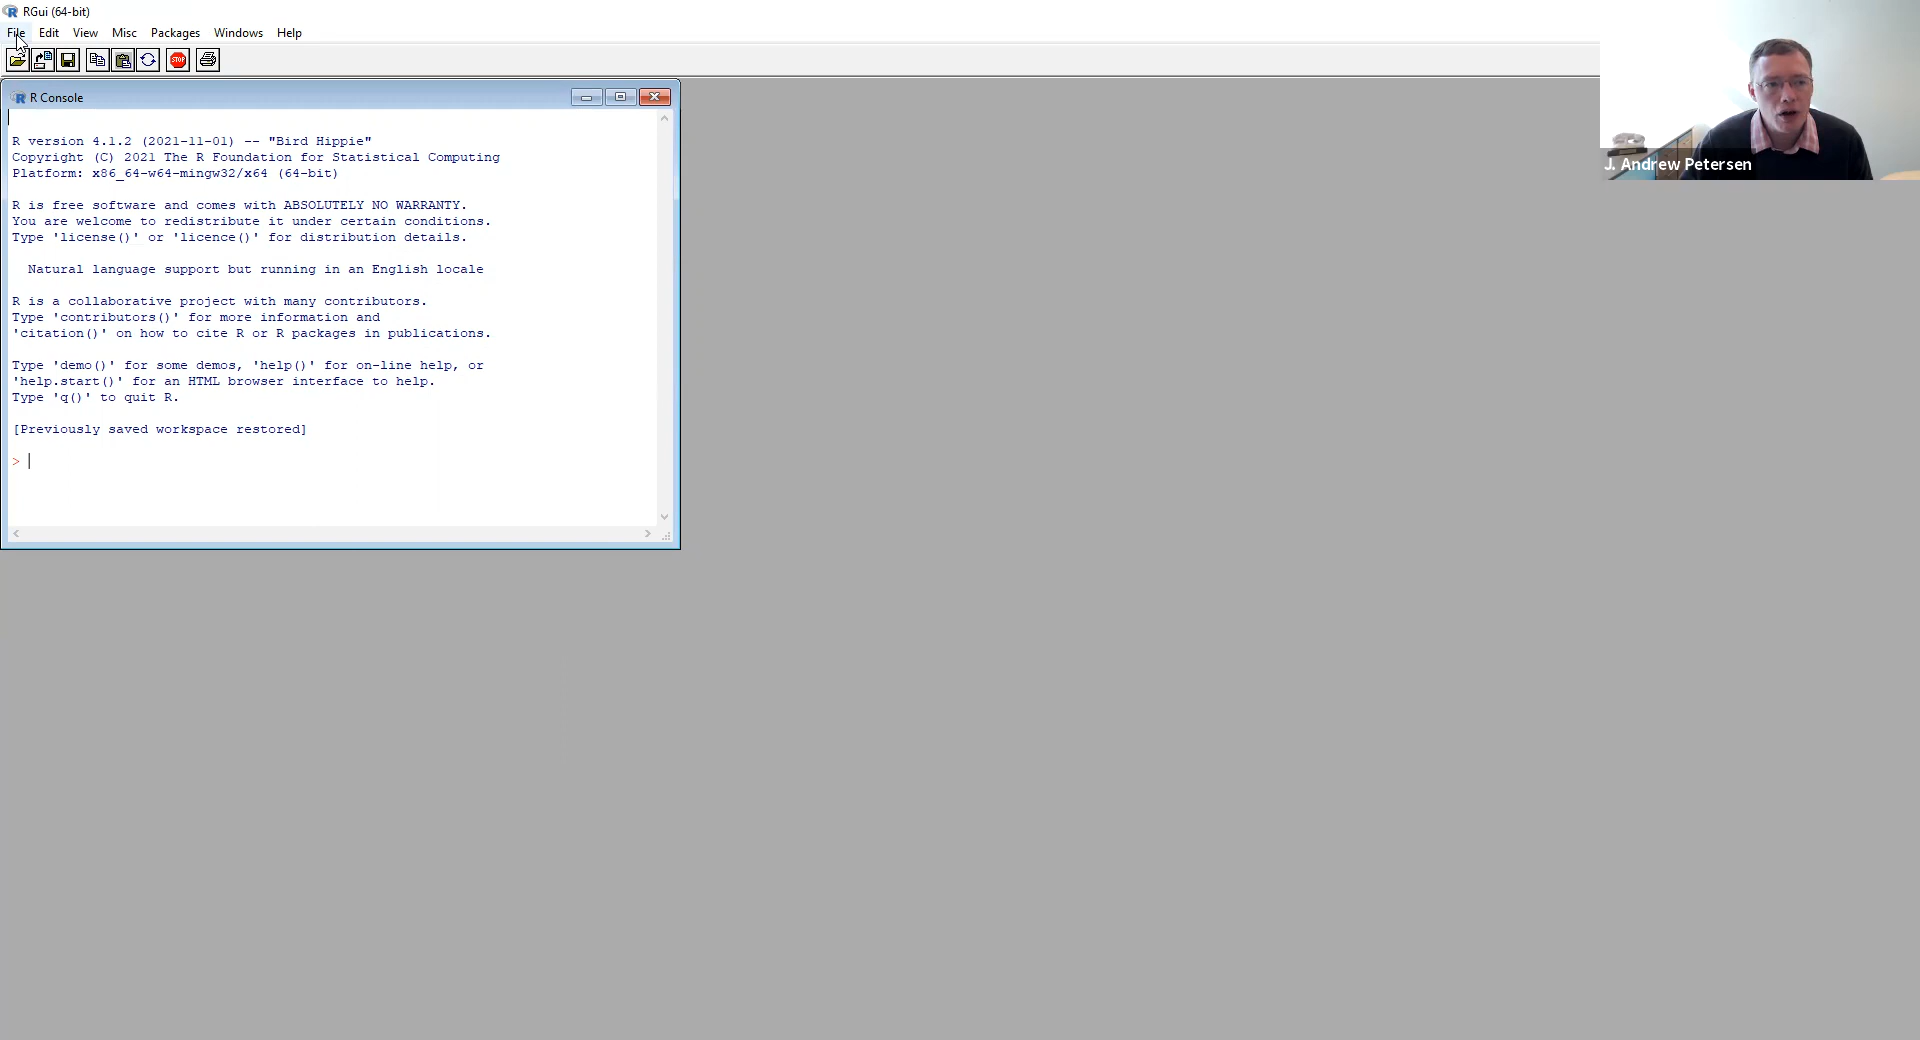 RGui (64-bit)
File Edit View Misc Packages Windows Help
STOP
R Console
R version 4.1.2 (2021-11-01) -- "Bird Hippie"
Copyright (C) 2021 The R Foundation for Statistical Computing
Platform: x86_64-w64-mingw32/x64 (64-bit)
R is free software and comes with ABSOLUTELY NO WARRANTY.
You are welcome to redistribute it under certain conditions.
Type 'license()' or 'licence()' for distribution details.
Natural language support but running in an English locale
R is a collaborative project with many contributors.
Type 'contributors()' for more information and
'citation()' on how to cite R or R packages in publications.
Type 'demo()' for some demos, 'help()' for on-line help, or
'help.start()' for an HTML browser interface to help.
Type 'q()' to quit R.
[Previously saved workspace restored]
>
J. Andrew Petersen